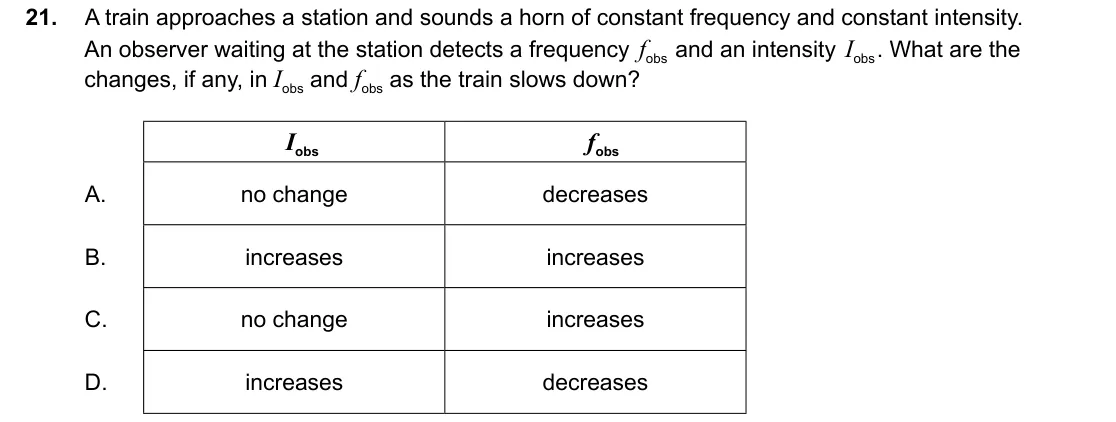 21. A train approaches a station and sounds a horn of constant frequency and constant intensity.
An observer waiting at the station detects a frequency fobs and an intensity Iobs. What are the
changes, if any, in Iobs and fobs as the train slows down?
Iobs fobs
A. no change decreases
B. increases increases
C. no change increases
D. increases decreases